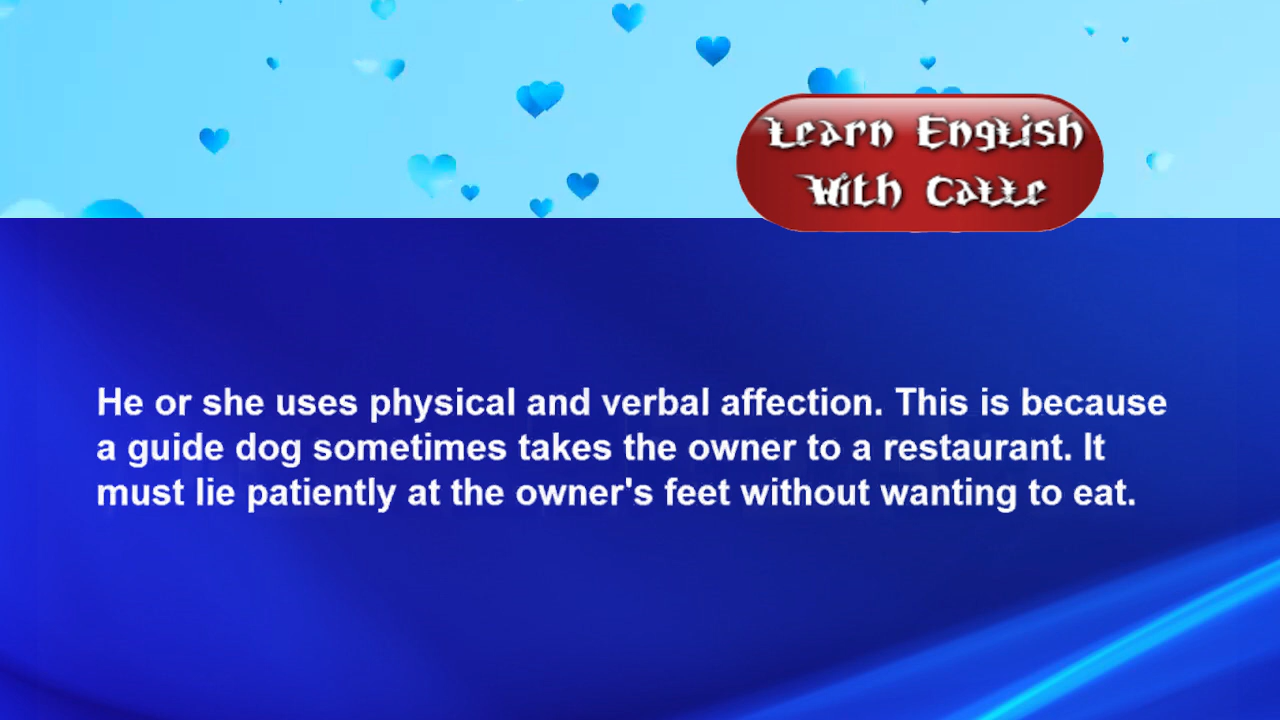 Learn English
With Calle
He or she uses physical and verbal affection. This is because
a guide dog sometimes takes the owner to a restaurant. It
must lie patiently at the owner's feet without wanting to eat.